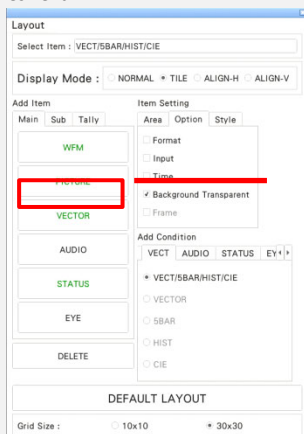 Layout
Select Item : VECT/5BAR/HIST/CIE
Display Mode : NORMAL TILE ALIGN-H ALIGN-V
Add Item
Main Sub Tally
WFM
PICTURE
VECTOR
AUDIO
STATUS
EYE
DELETE
Item Setting
Area Option Style
Format
Input
Time
Background Transparent
Frame
Add Condition
VECT AUDIO STATUS EY
VECT/5BAR/HIST/CIE
VECTOR
5BAR
HIST
CIE
DEFAULT LAYOUT
Grid Size : 10x10 30x30